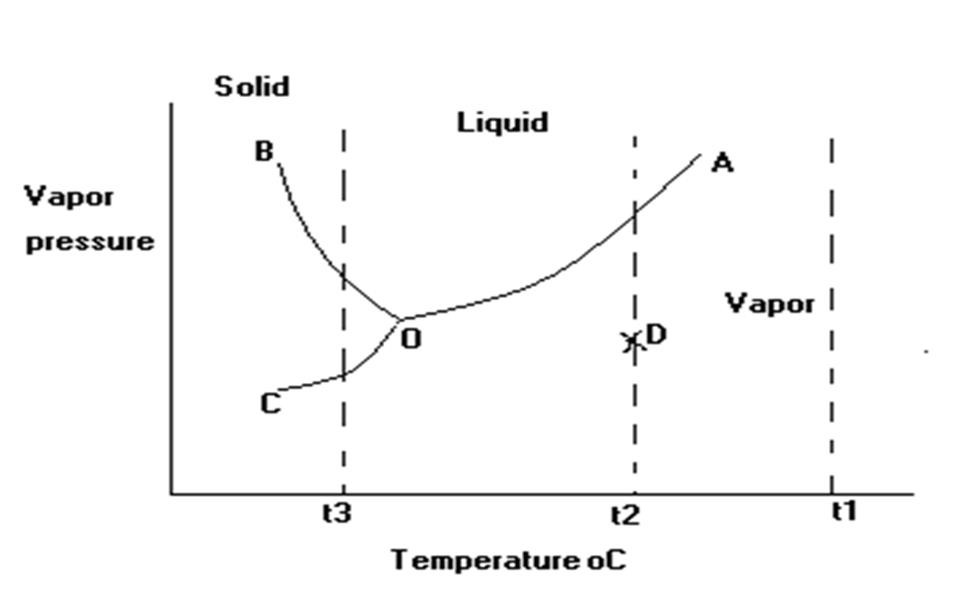 Solid
Liquid
B
A
Vapor
pressure
Vapor
O
D
C
t3
t2
t1
Temperature oC